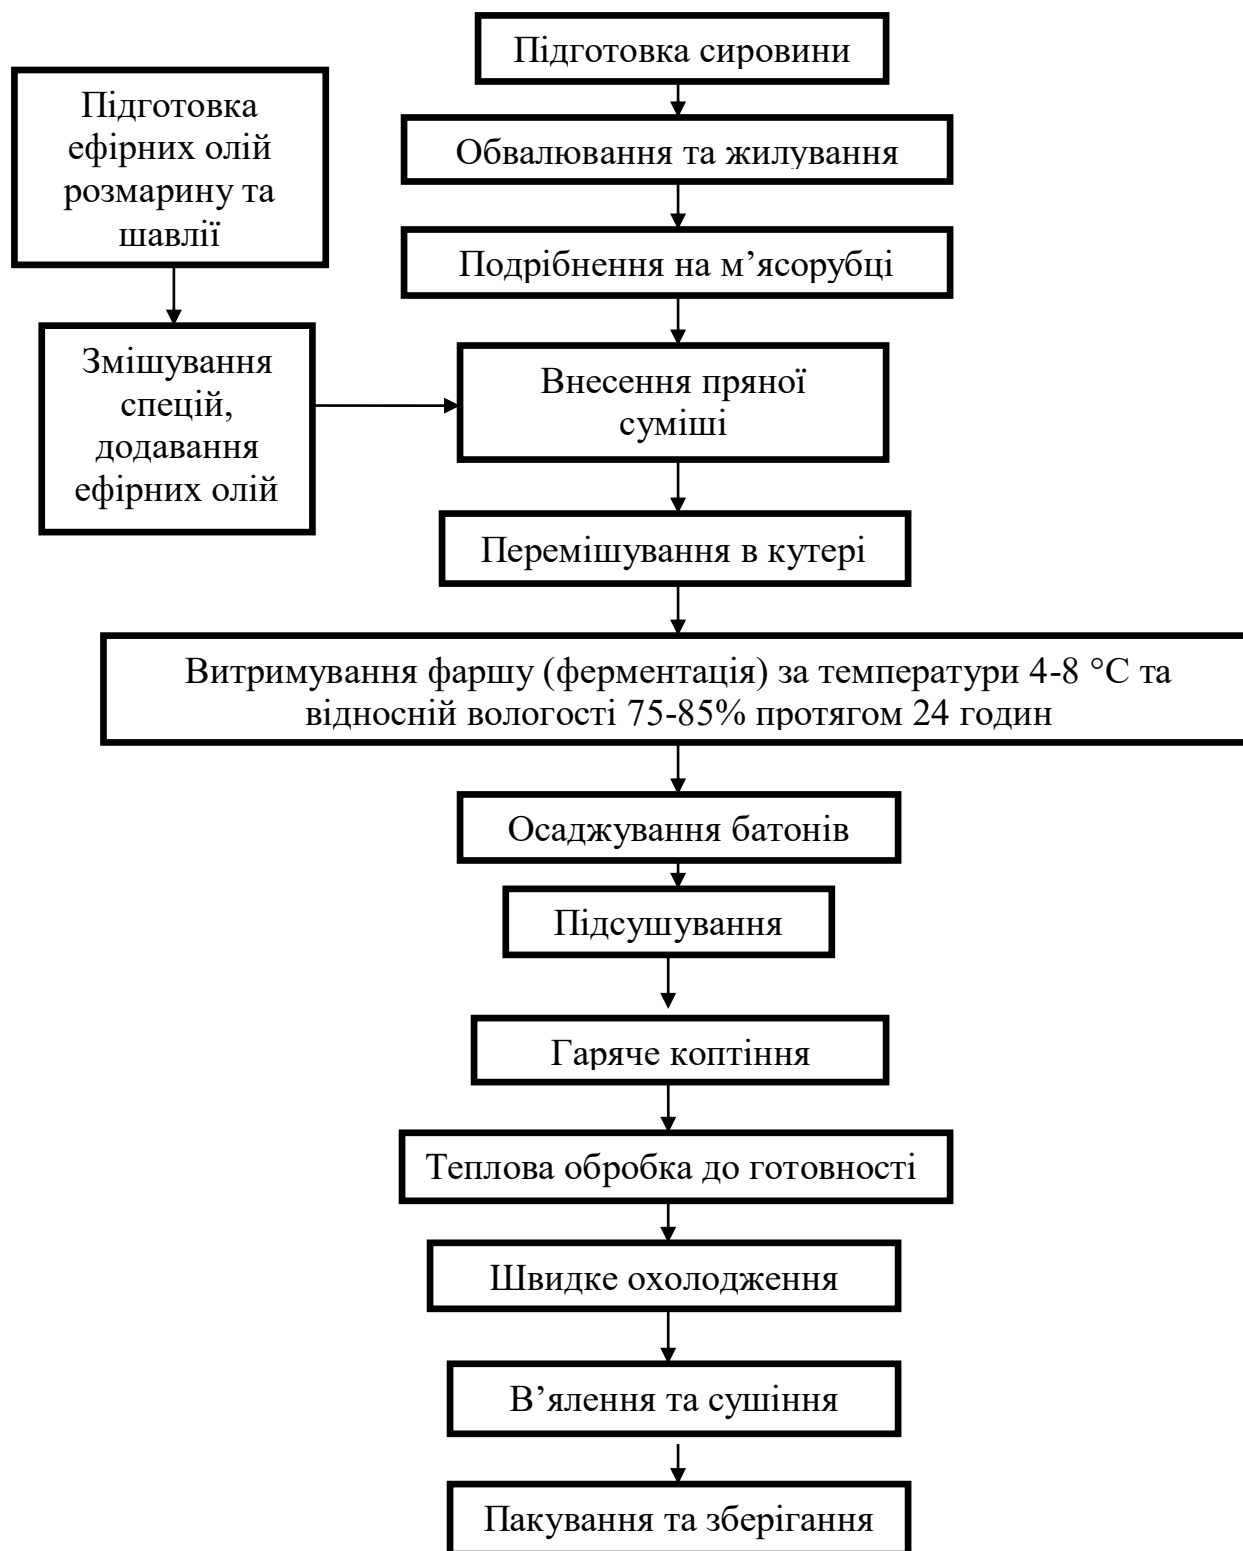 Підготовка сировини
Підготовка
ефірних олій
розмарину та
шавлії
Обвалювання та жилування
Подрібнення на м’ясорубці
Змішування
спецій,
додавання
ефірних олій
Внесення пряної
суміші
Перемішування в кутері
Витримування фаршу (ферментація) за температури 4-8 °С та
відносній вологості 75-85% протягом 24 годин
Осаджування батонів
Підсушування
Гаряче коптіння
Теплова обробка до готовності
Швидке охолодження
В’ялення та сушіння
Пакування та зберігання